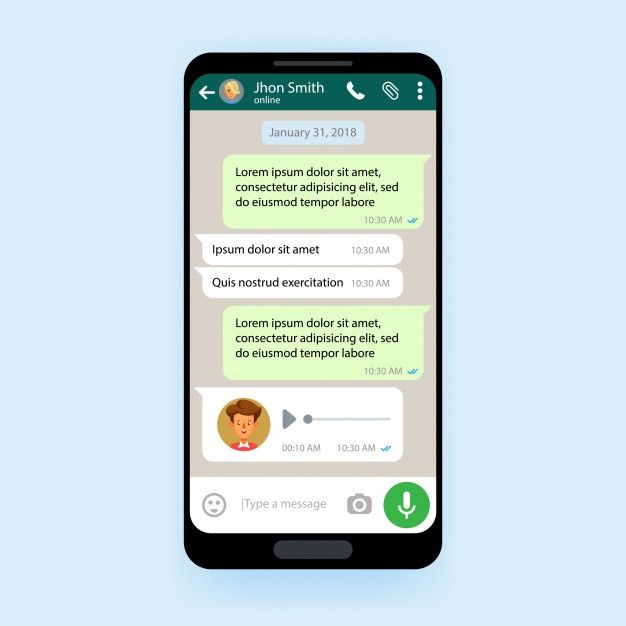 Jhon Smith
online
January 31, 2018
Lorem ipsum dolor sit amet,
consectetur adipisicing elit, sed
do eiusmod tempor labore
10:30 AM
Ipsum dolor sit amet 10:30 AM
Quis nostrud exercitation 10:30 AM
Lorem ipsum dolor sit amet,
consectetur adipisicing elit, sed
do eiusmod tempor labore
10:30 AM
00:10 AM 10:30 AM
Type a message